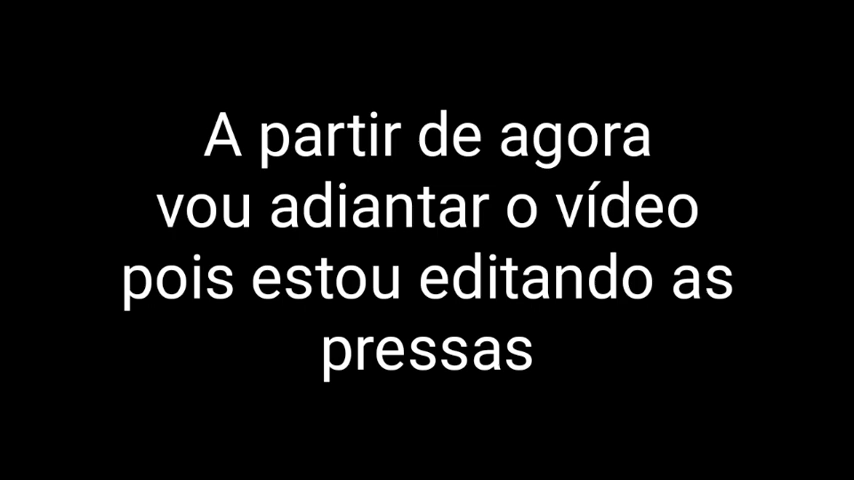 A partir de agora
vou adiantar o vídeo
pois estou editando as
pressas